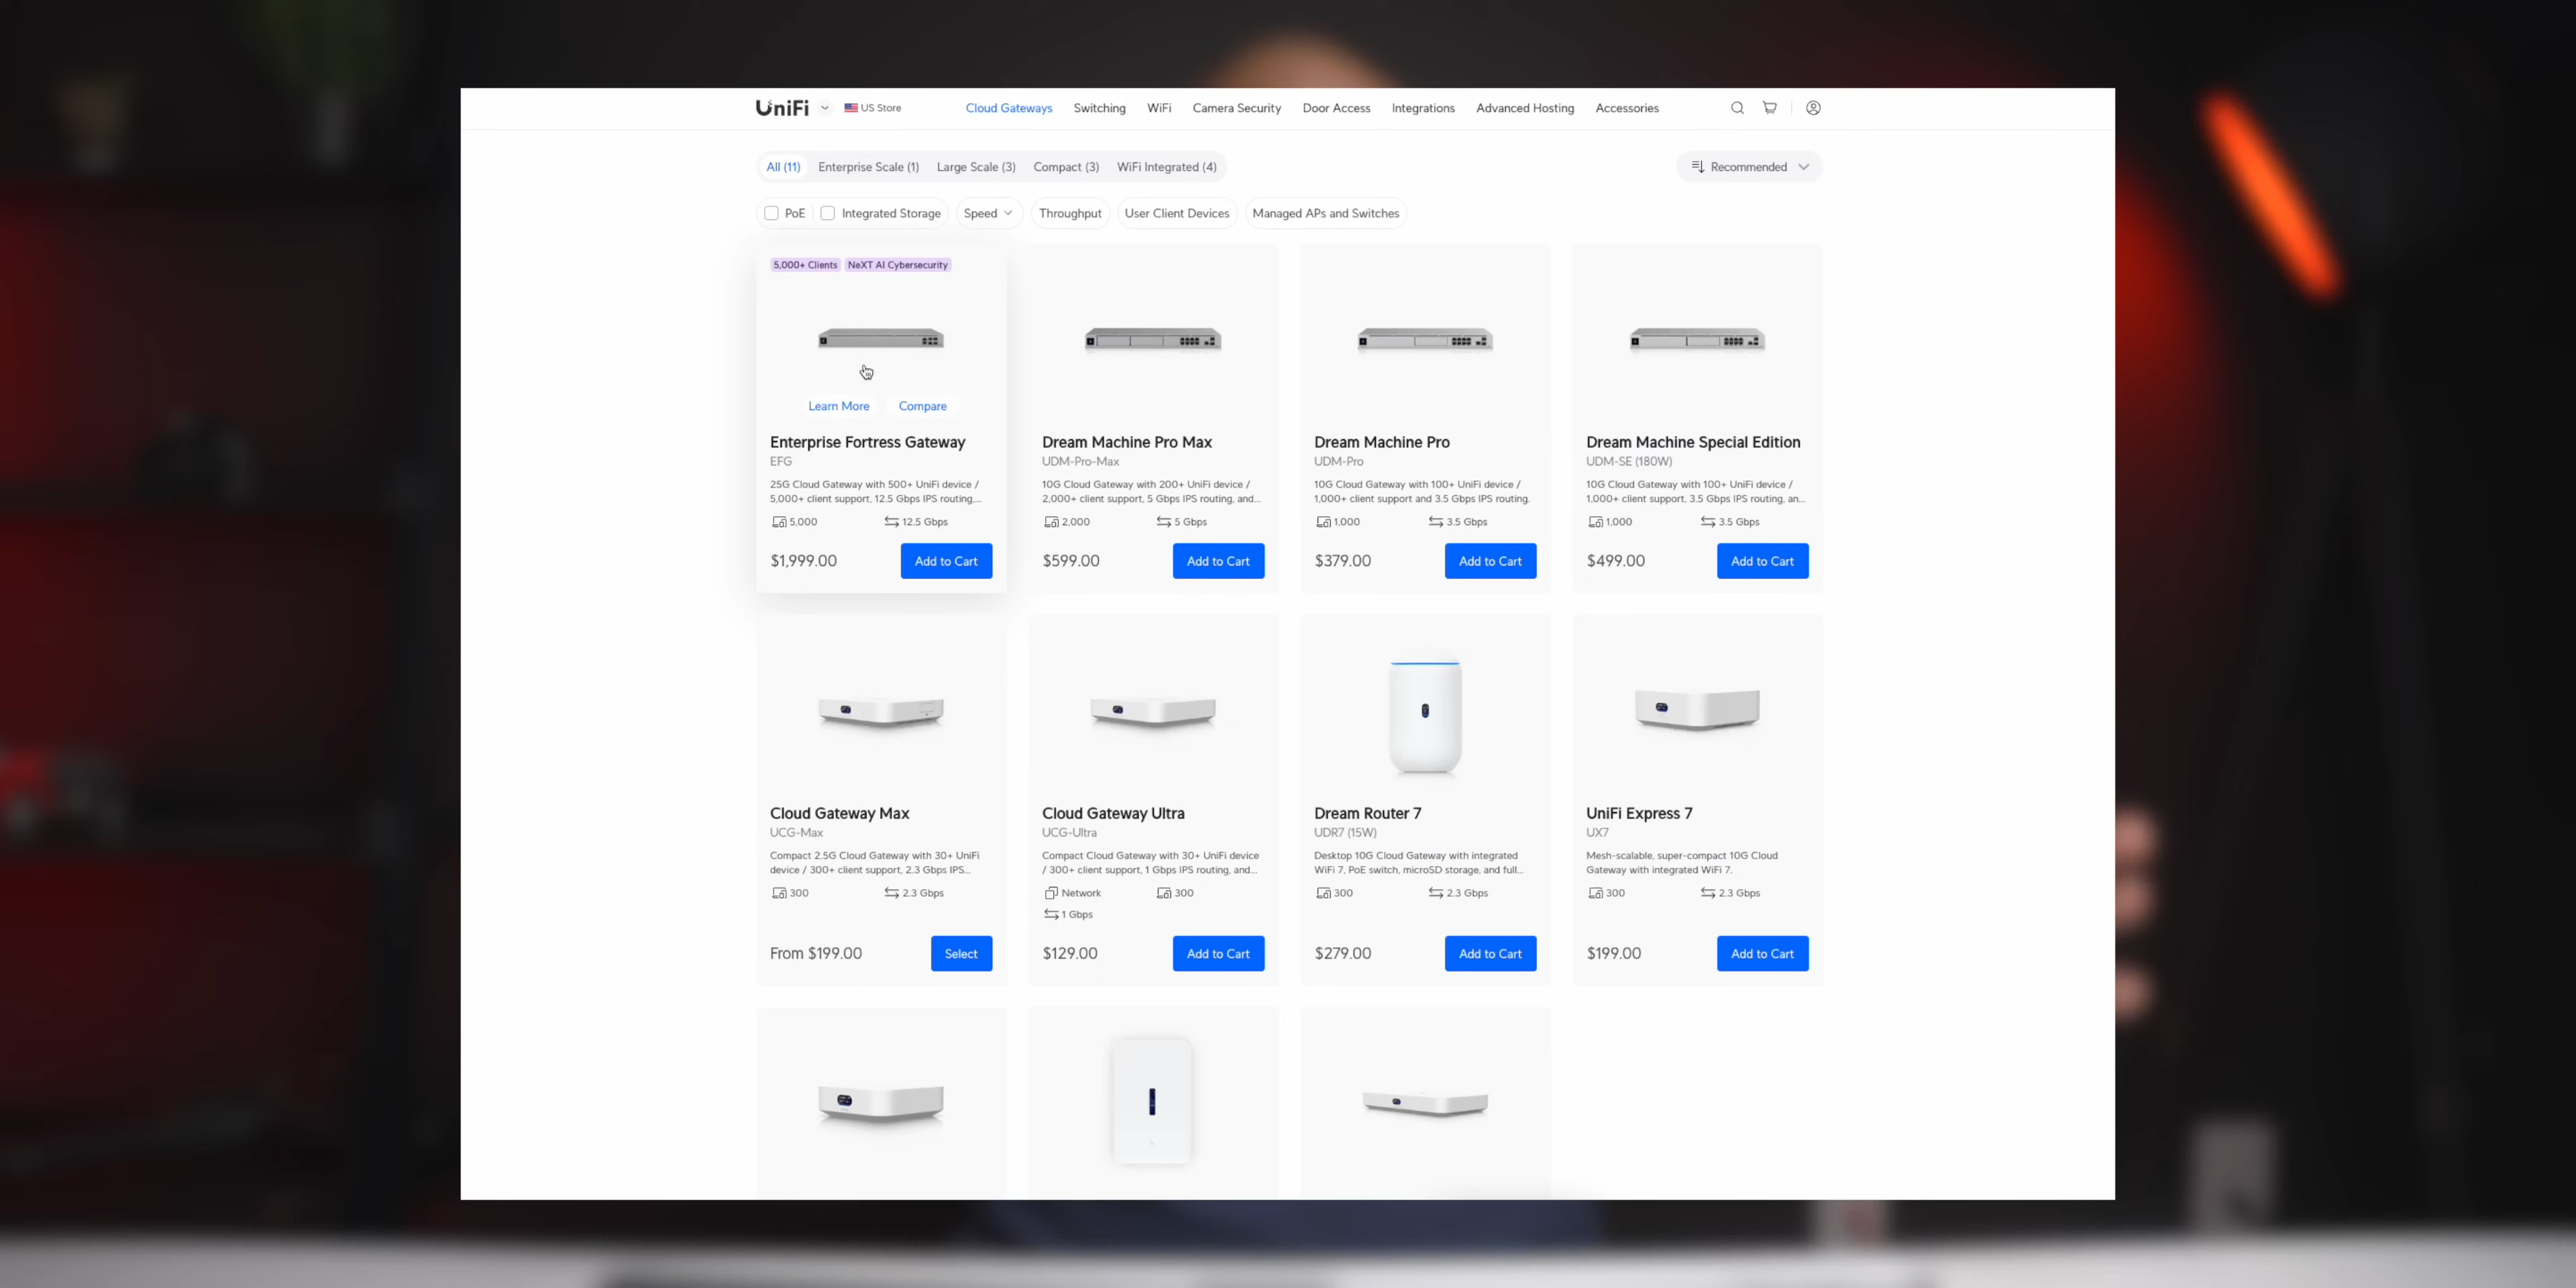 UniFi
US Store
Cloud Gateways
Switching
WiFi
Camera Security
Door Access
Integrations
Advanced Hosting
Accessories
All (11)
Enterprise Scale (1)
Large Scale (3)
Compact (3)
WiFi Integrated (4)
Recommended
PoE
Integrated Storage
Speed
Throughput
User Client Devices
Managed APs and Switches
5,000+ Clients
NeXT AI Cybersecurity
Learn More
Compare
Enterprise Fortress Gateway
EFG
25G Cloud Gateway with 500+ UniFi device /
5,000+ client support, 12.5 Gbps IPS routing,...
5,000
12.5 Gbps
$1,999.00
Add to Cart
Dream Machine Pro Max
UDM-Pro-Max
10G Cloud Gateway with 200+ UniFi device /
2,000+ client support, 5 Gbps IPS routing, and...
2,000
5 Gbps
$599.00
Add to Cart
Dream Machine Pro
UDM-Pro
10G Cloud Gateway with 100+ UniFi device /
1,000+ client support and 3.5 Gbps IPS routing.
1,000
3.5 Gbps
$379.00
Add to Cart
Dream Machine Special Edition
UDM-SE (180W)
10G Cloud Gateway with 100+ UniFi device /
1,000+ client support, 3.5 Gbps IPS routing, an...
1,000
3.5 Gbps
$499.00
Add to Cart
Cloud Gateway Max
UCG-Max
Compact 2.5G Cloud Gateway with 30+ UniFi
device / 300+ client support, 2.3 Gbps IPS...
300
2.3 Gbps
From $199.00
Select
Cloud Gateway Ultra
UCG-Ultra
Compact Cloud Gateway with 30+ UniFi device
/ 300+ client support, 1 Gbps IPS routing, and...
Network
300
1 Gbps
$129.00
Add to Cart
Dream Router 7
UDR7 (15W)
Desktop 10G Cloud Gateway with integrated
WiFi 7, PoE switch, microSD storage, and full...
300
2.3 Gbps
$279.00
Add to Cart
UniFi Express 7
UX7
Mesh-scalable, super-compact 10G Cloud
Gateway with integrated WiFi 7.
300
2.3 Gbps
$199.00
Add to Cart